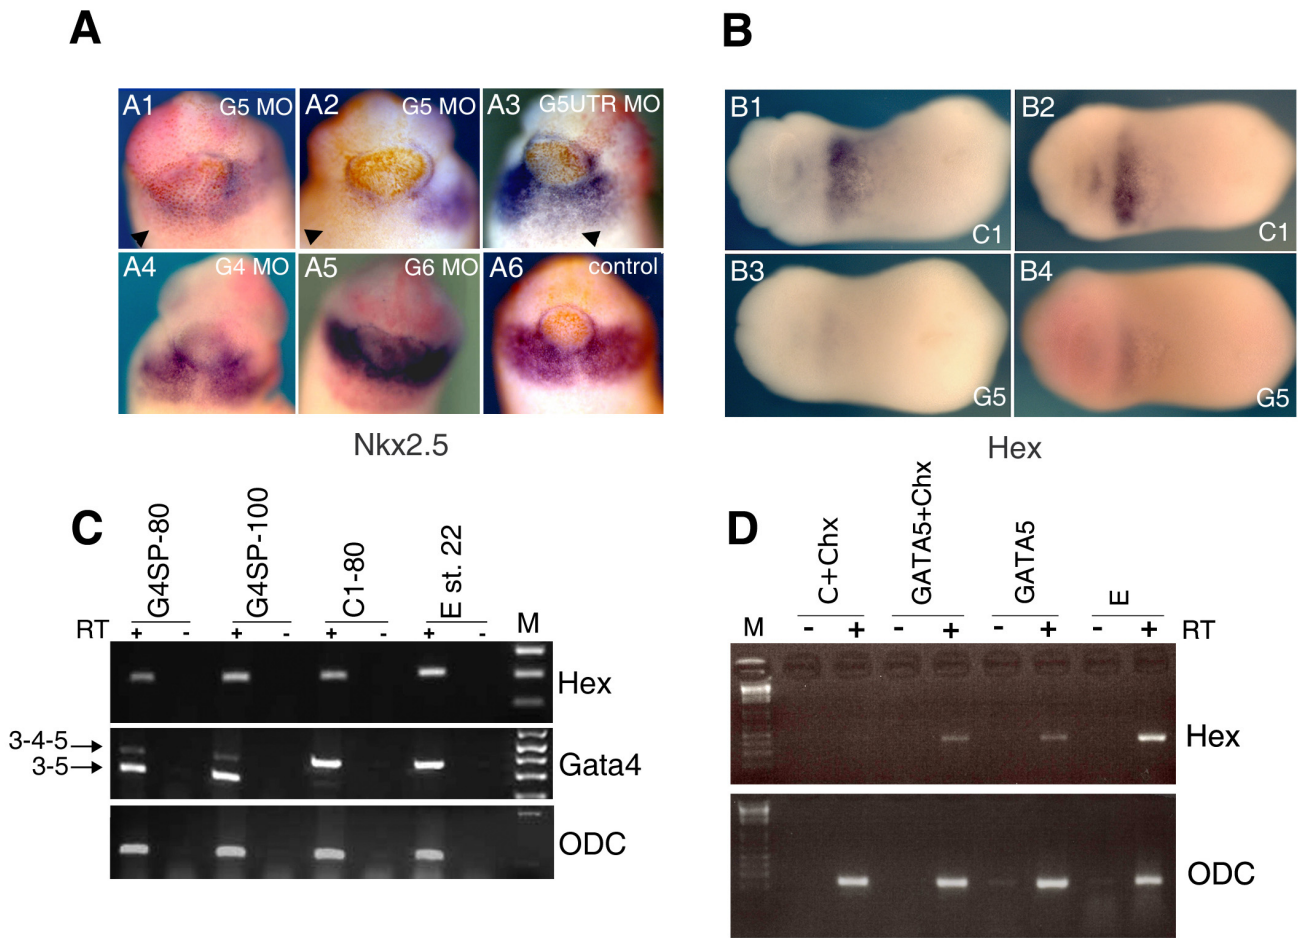 A
B
A1 G5 MO
A2 G5 MO
A3 G5UTR MO
A4 G4 MO
A5 G6 MO
A6 control
Nkx2.5
B1
C1
B2
C1
B3
G5
B4
G5
Hex
C
G4SP-80
G4SP-100
C1-80
E st. 22
RT + - + - + - + - M
Hex
3-4-5
3-5
Gata4
ODC
D
C+Chx
GATA5+Chx
GATA5
E
M - + - + - + - + RT
Hex
ODC